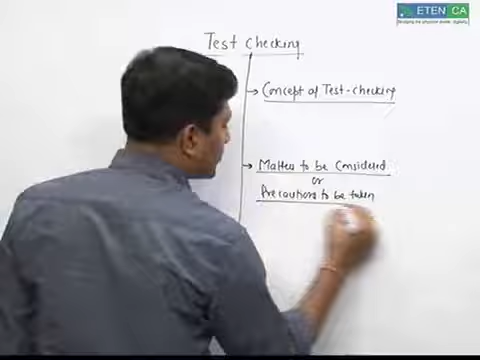 ETEN CA
Test Checking
Concept of Test-checking
Matters to be Considered
or
Precautions to be taken